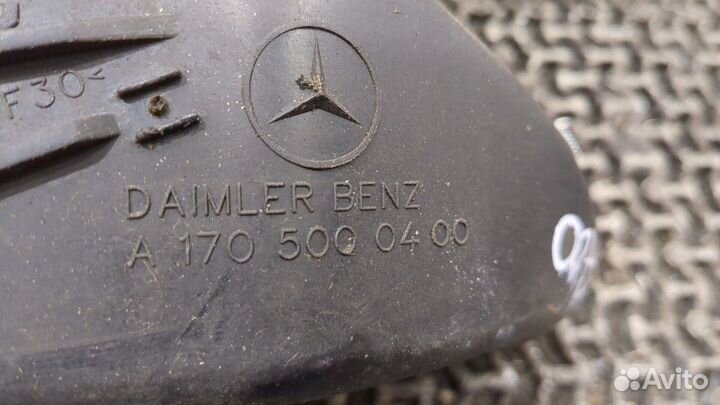 F30<
DAIMLER BENZ
A 170 500 04 00
Avito